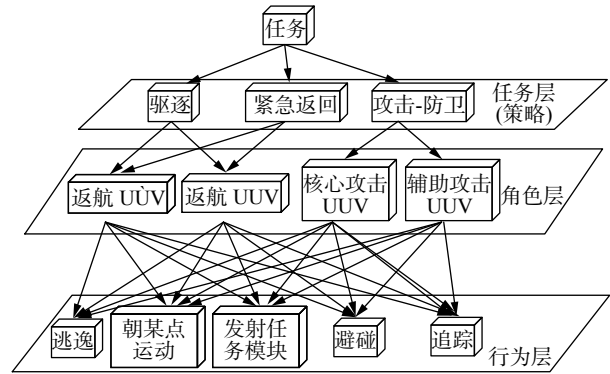 任务
驱逐
紧急返回
攻击-防卫
任务层
(策略)
返航 UÙV
返航 UUV
核心攻击
UUV
辅助攻击
UUV
角色层
逃逸
朝某点
运动
发射任
务模块
避碰
追踪
行为层